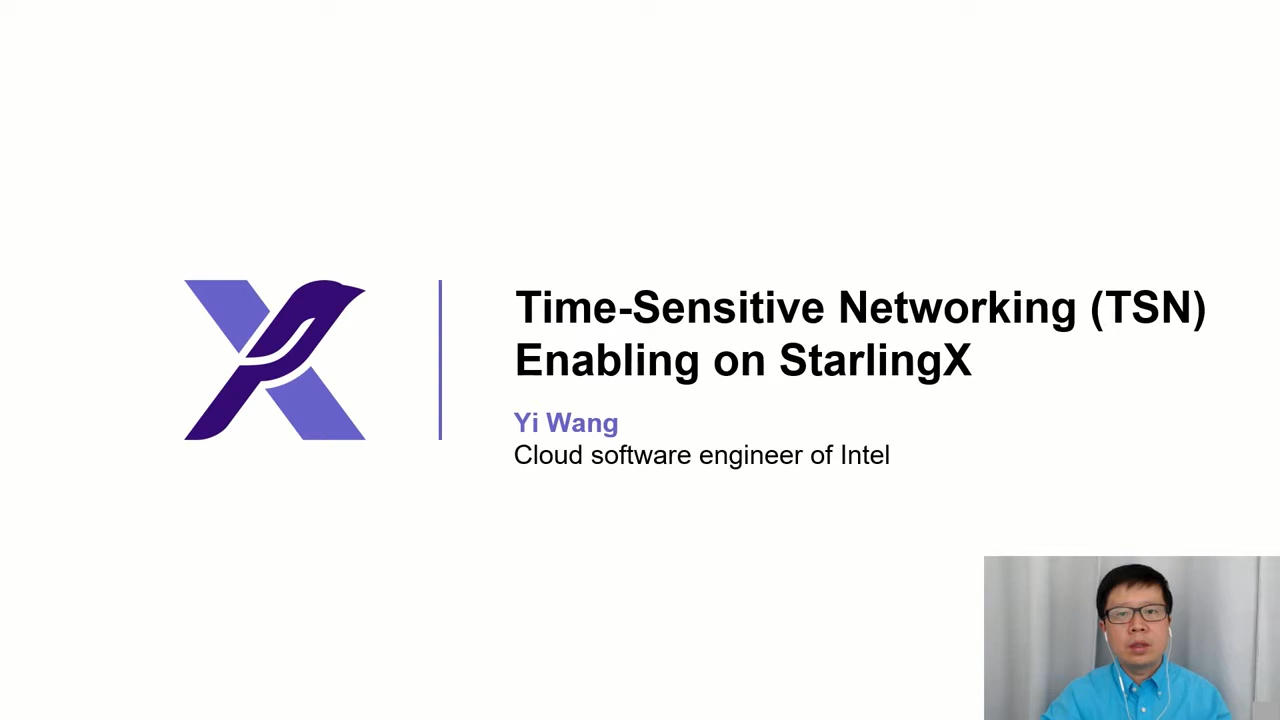 Time-Sensitive Networking (TSN)
Enabling on StarlingX
Yi Wang
Cloud software engineer of Intel